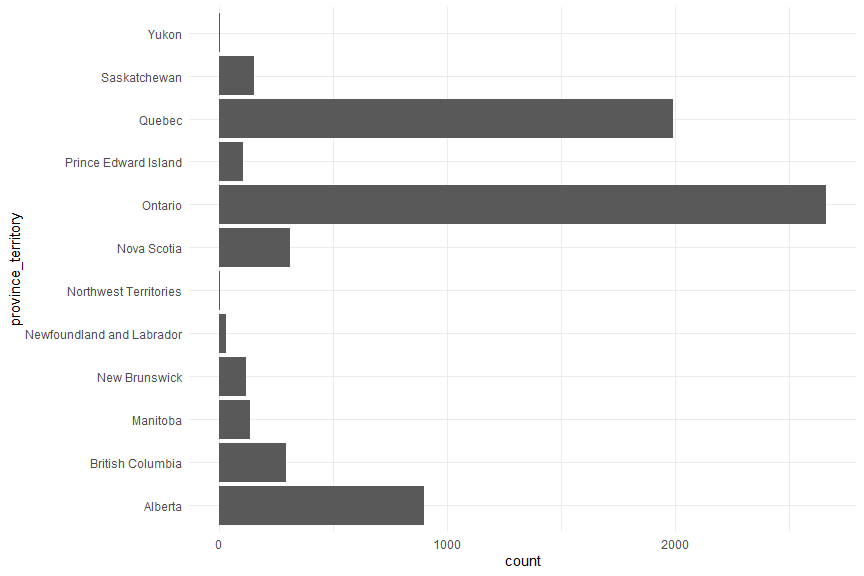 Yukon
Saskatchewan
Quebec
Prince Edward Island
Ontario
Nova Scotia
Northwest Territories
Newfoundland and Labrador
New Brunswick
Manitoba
British Columbia
Alberta
province_territory
0 1000 2000
count